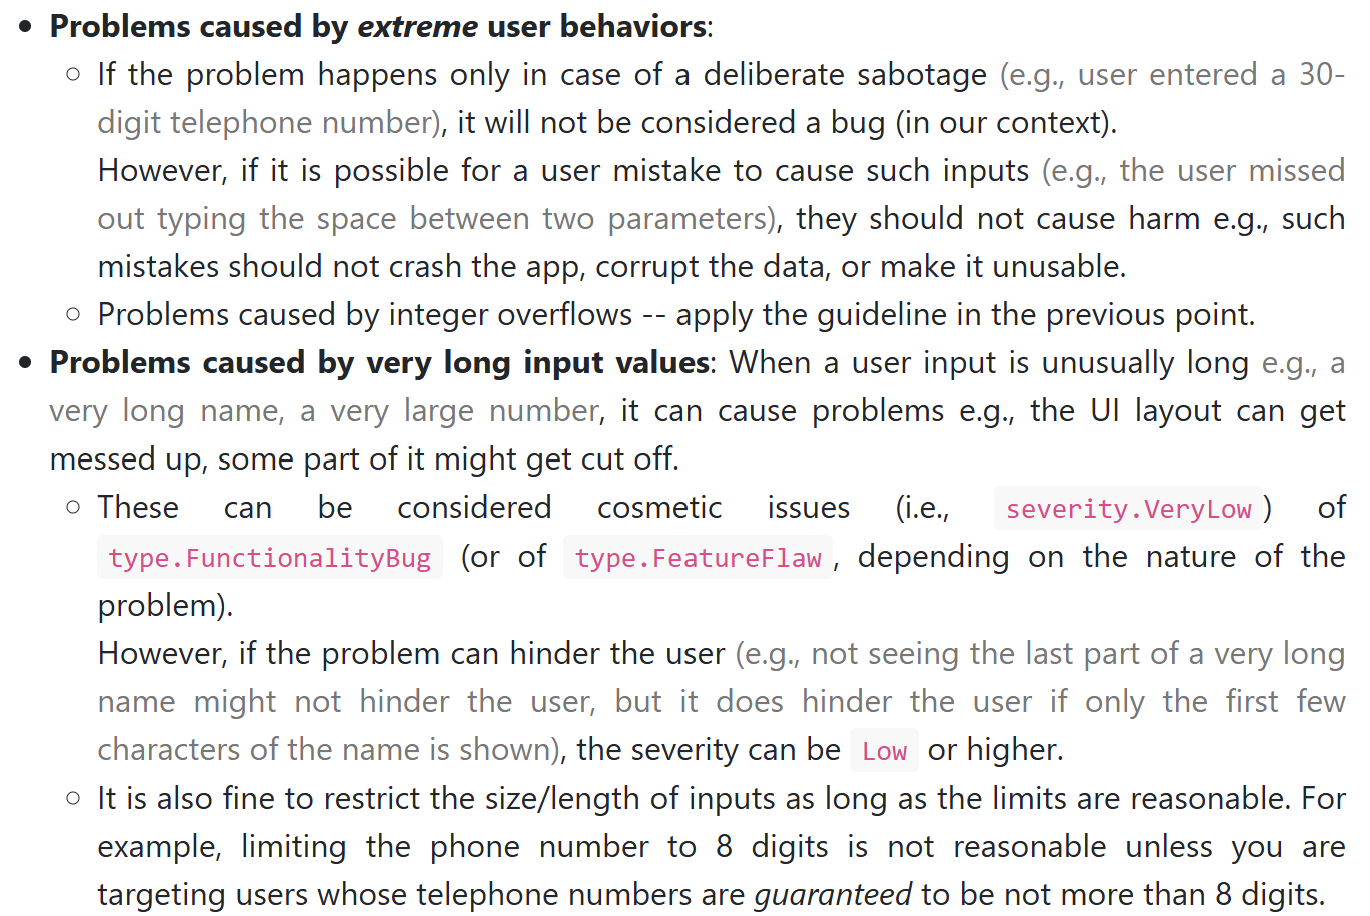 • Problems caused by extreme user behaviors:
○ If the problem happens only in case of a deliberate sabotage (e.g., user entered a 30-
digit telephone number), it will not be considered a bug (in our context).
However, if it is possible for a user mistake to cause such inputs (e.g., the user missed
out typing the space between two parameters), they should not cause harm e.g., such
mistakes should not crash the app, corrupt the data, or make it unusable.
○ Problems caused by integer overflows -- apply the guideline in the previous point.
• Problems caused by very long input values: When a user input is unusually long e.g., a
very long name, a very large number, it can cause problems e.g., the UI layout can get
messed up, some part of it might get cut off.
○ These can be considered cosmetic issues (i.e., severity.VeryLow) of
type.FunctionalityBug (or of type.FeatureFlaw, depending on the nature of the
problem).
However, if the problem can hinder the user (e.g., not seeing the last part of a very long
name might not hinder the user, but it does hinder the user if only the first few
characters of the name is shown), the severity can be Low or higher.
○ It is also fine to restrict the size/length of inputs as long as the limits are reasonable. For
example, limiting the phone number to 8 digits is not reasonable unless you are
targeting users whose telephone numbers are guaranteed to be not more than 8 digits.